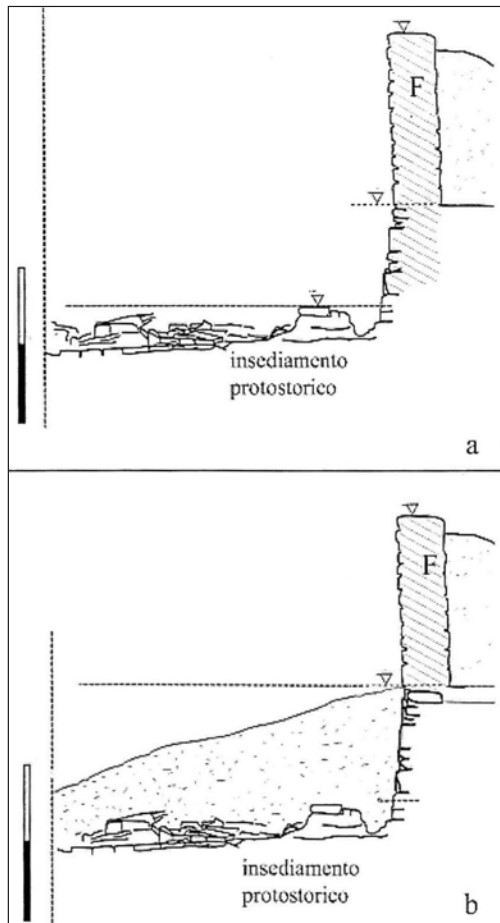 F
insediamento
protostorico
a
F
insediamento
protostorico
b